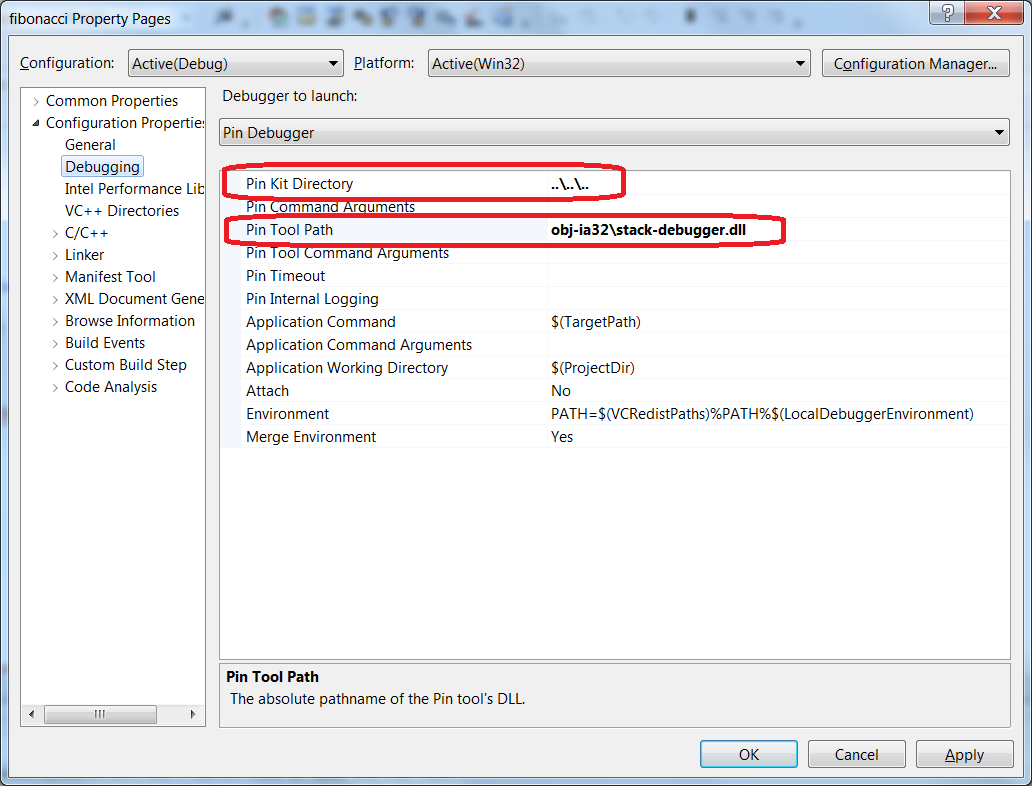 fibonacci Property Pages
Configuration: Active(Debug) Platform: Active(Win32) Configuration Manager...
Common Properties
Configuration Properties
General
Debugging
Intel Performance Lib
VC++ Directories
C/C++
Linker
Manifest Tool
XML Document Gene
Browse Information
Build Events
Custom Build Step
Code Analysis
Debugger to launch:
Pin Debugger
Pin Kit Directory ..\..\..
Pin Command Arguments
Pin Tool Path obj-ia32\stack-debugger.dll
Pin Tool Command Arguments
Pin Timeout
Pin Internal Logging
Application Command $(TargetPath)
Application Command Arguments
Application Working Directory $(ProjectDir)
Attach No
Environment PATH=$(VCRedistPaths)%PATH%$(LocalDebuggerEnvironment)
Merge Environment Yes
Pin Tool Path
The absolute pathname of the Pin tool's DLL.
OK Cancel Apply